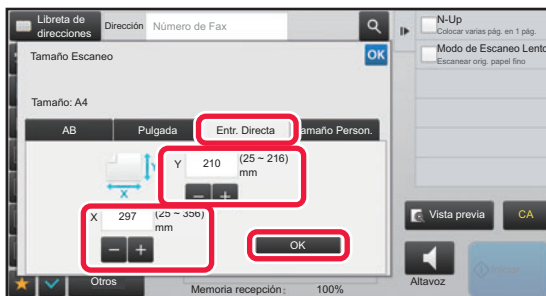 Libreta de
direcciones
Dirección
Número de Fax
N-Up
Colocar varias pág. en 1 pág.
Modo de Escaneo Lento
Escanear orig. papel fino
Tamaño Escaneo
OK
Tamaño: A4
AB
Pulgada
Entr. Directa
Tamaño Person.
Y
Y 210 (25 ~ 216)
mm
X
X 297 (25 ~ 356)
mm
OK
Vista previa
CA
Otros
Memoria recepción: 100%
Altavoz